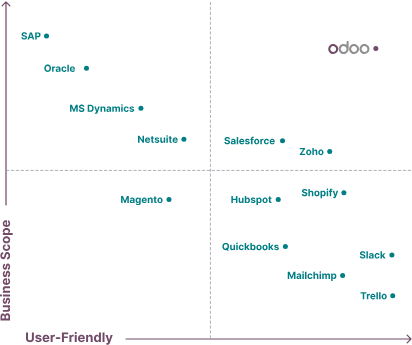 SAP
odoo
Oracle
MS Dynamics
Netsuite
Salesforce
Zoho
Magento
Hubspot
Shopify
Quickbooks
Slack
Mailchimp
Trello
Business Scope
User-Friendly